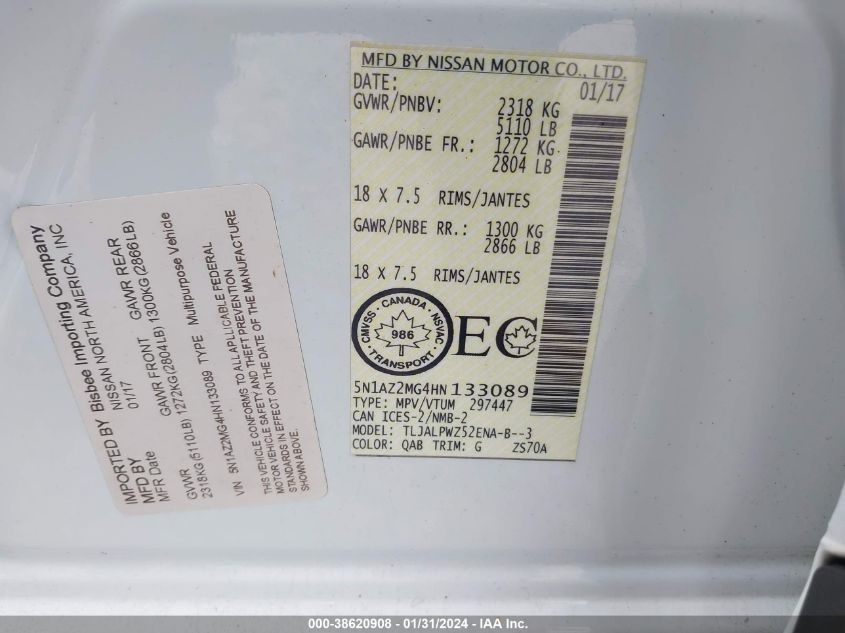 MFD BY NISSAN MOTOR CO., LTD.
DATE: 01/17
GVWR/PNBV: 2318 KG
5110 LB
GAWR/PNBE FR.: 1272 KG
2804 LB
18 X 7.5 RIMS/JANTES
GAWR/PNBE RR.: 1300 KG
2866 LB
18 X 7.5 RIMS/JANTES
CANADA
CMVSS · NSVAC
986
TRANSPORT
EC
5N1AZ2MG4HN133089
TYPE: MPV/VTUM 297447
CAN ICES-2/NMB-2
MODEL: TLJALPWZ52ENA-B--3
COLOR: QAB TRIM: G ZS70A
IMPORTED BY Bisbee Importing Company
MFD BY NISSAN NORTH AMERICA, INC
MFR Date 01/17
GVWR GAWR FRONT GAWR REAR
2318KG(5110LB) 1272KG(2804LB) 1300KG(2866LB)
VIN 5N1AZ2MG4HN133089 TYPE Multipurpose Vehicle
THIS VEHICLE CONFORMS TO ALL APLLICABLE FEDERAL
MOTOR VEHICLE SAFETY AND THEFT PREVENTION
STANDARDS IN EFFECT ON THE DATE OF THE MANUFACTURE
SHOWN ABOVE.
000-38620908 - 01/31/2024 - IAA Inc.